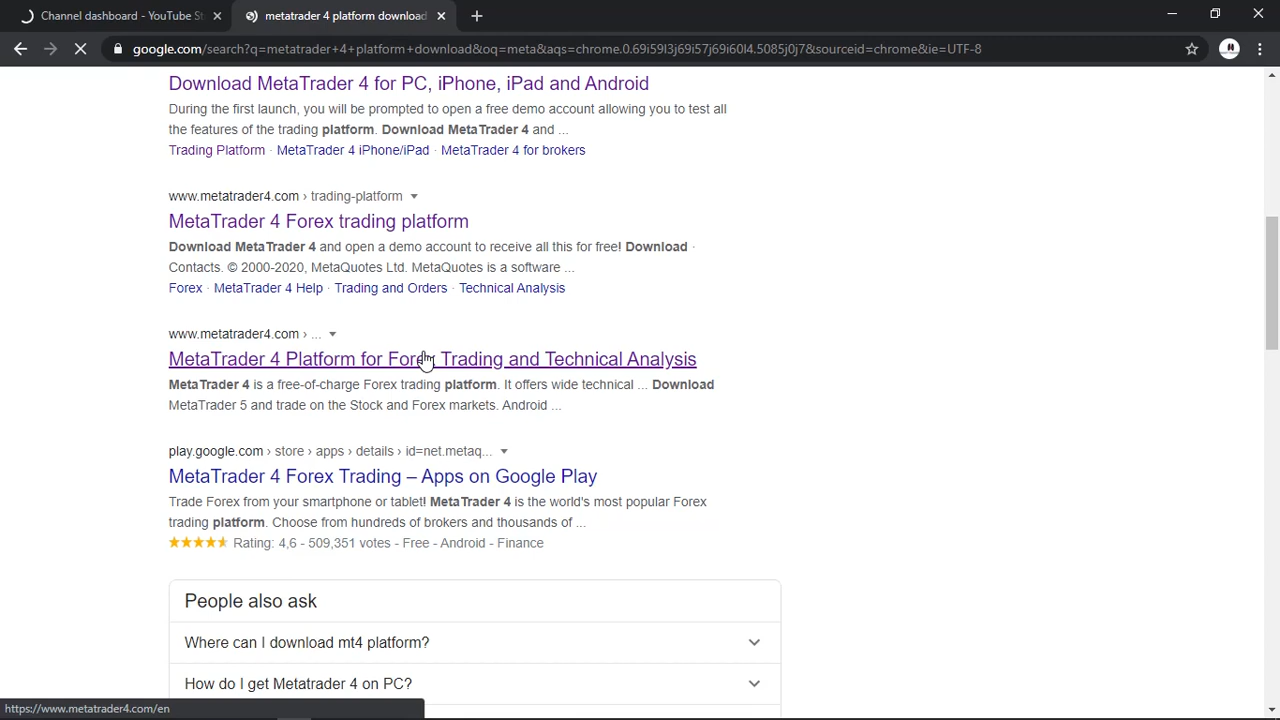 Channel dashboard - YouTube St
metatrader 4 platform download
google.com/search?q=metatrader+4+platform+download&oq=meta&aqs=chrome.0.69i59l3j69i57j69i60l4.5085j0j7&sourceid=chrome&ie=UTF-8
Download MetaTrader 4 for PC, iPhone, iPad and Android
During the first launch, you will be prompted to open a free demo account allowing you to test all
the features of the trading platform. Download MetaTrader 4 and ...
Trading Platform · MetaTrader 4 iPhone/iPad · MetaTrader 4 for brokers
www.metatrader4.com › trading-platform
MetaTrader 4 Forex trading platform
Download MetaTrader 4 and open a demo account to receive all this for free! Download ·
Contacts. © 2000-2020, MetaQuotes Ltd. MetaQuotes is a software ...
Forex · MetaTrader 4 Help · Trading and Orders · Technical Analysis
www.metatrader4.com › ...
MetaTrader 4 Platform for Forex Trading and Technical Analysis
MetaTrader 4 is a free-of-charge Forex trading platform. It offers wide technical ... Download
MetaTrader 5 and trade on the Stock and Forex markets. Android ...
play.google.com › store › apps › details › id=net.metaq...
MetaTrader 4 Forex Trading – Apps on Google Play
Trade Forex from your smartphone or tablet! MetaTrader 4 is the world's most popular Forex
trading platform. Choose from hundreds of brokers and thousands of ...
Rating: 4,6 - 509,351 votes - Free - Android - Finance
People also ask
Where can I download mt4 platform?
How do I get Metatrader 4 on PC?
https://www.metatrader4.com/en